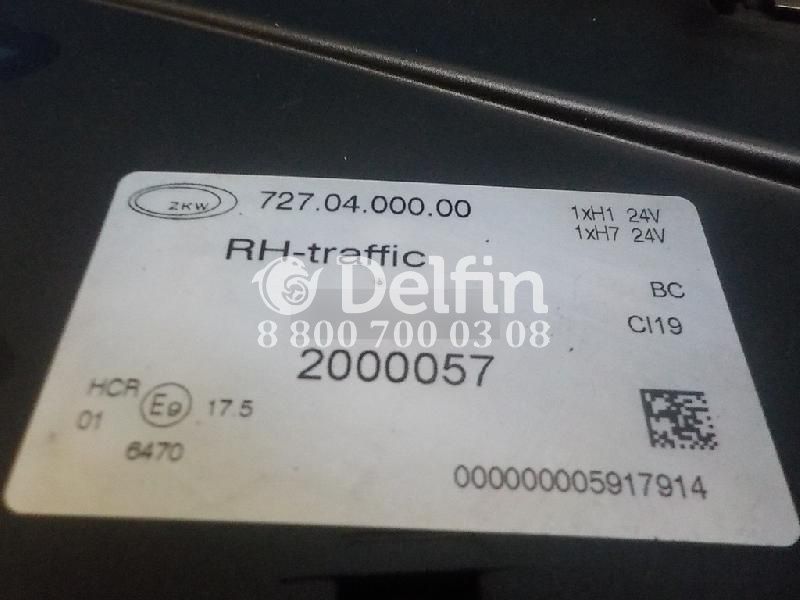 ZKW 727.04.000.00 1xH1 24V
1xH7 24V
RH-traffic
Delfin
BC
8 800 700 03 08
CI19
2000057
HCR E9 17.5
01
6470
000000005917914